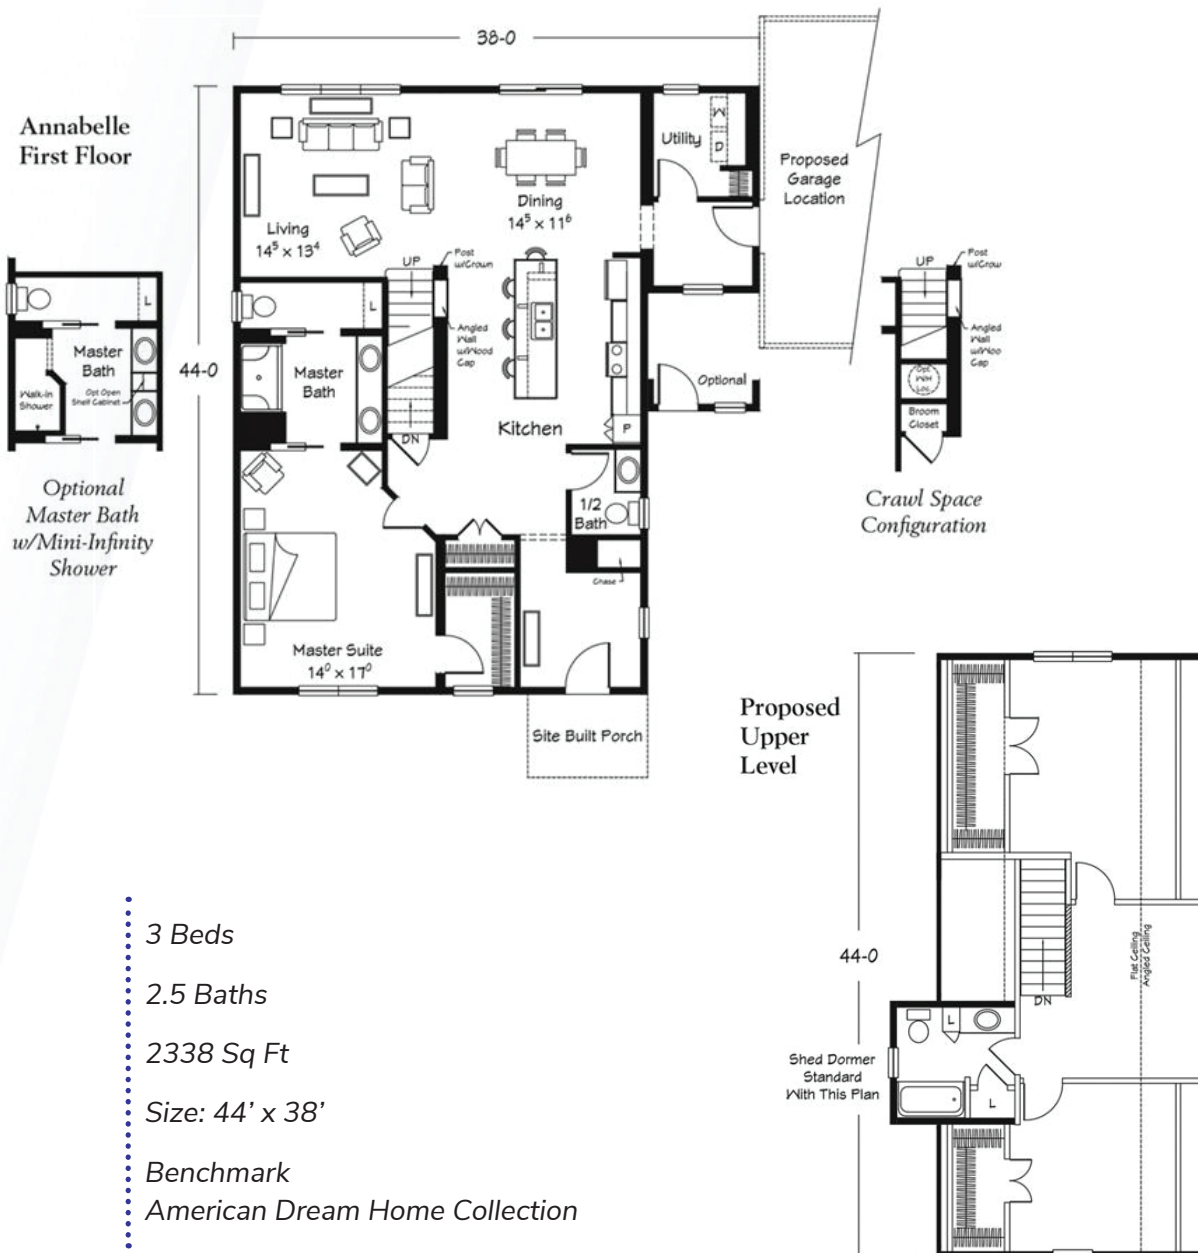 38-0
Annabelle
First Floor
Utility
W
D
Proposed
Garage
Location
Dining
14⁵ x 11⁶
Living
14⁵ x 13⁴
UP
Post
w/Crown
L
Angled
Wall
w/Wood
Cap
44-0
Master
Bath
Optional
Kitchen
P
DN
1/2
Bath
Chase
Master Suite
14⁰ x 17⁰
Site Built Porch
L
Master
Bath
Walk-in
Shower
Opt Open
Shelf Cabinet
Optional
Master Bath
w/Mini-Infinity
Shower
UP
Post
w/Crow
Angled
Wall
w/Woo
Cap
Opt
WH
Loc
Broom
Closet
Crawl Space
Configuration
Proposed
Upper
Level
44-0
Flat Ceiling
Angled Ceiling
DN
L
L
Shed Dormer
Standard
With This Plan
3 Beds
2.5 Baths
2338 Sq Ft
Size: 44’ x 38’
Benchmark
American Dream Home Collection